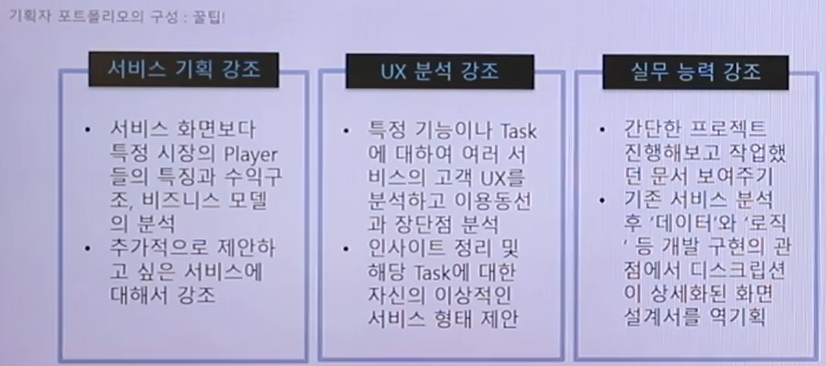 기획자 포트폴리오의 구성 : 꿀팁!
서비스 기획 강조
• 서비스 화면보다
특정 시장의 Player
들의 특징과 수익구
조, 비즈니스 모델
의 분석
• 추가적으로 제안하
고 싶은 서비스에
대해서 강조
UX 분석 강조
• 특정 기능이나 Task
에 대하여 여러 서
비스의 고객 UX를
분석하고 이용동선
과 장단점 분석
• 인사이트 정리 및
해당 Task에 대한
자신의 이상적인
서비스 형태 제안
실무 능력 강조
• 간단한 프로젝트
진행해보고 작업했
던 문서 보여주기
• 기존 서비스 분석
후 '데이터'와 '로직
' 등 개발 구현의 관
점에서 디스크립션
이 상세화된 화면
설계서를 역기획